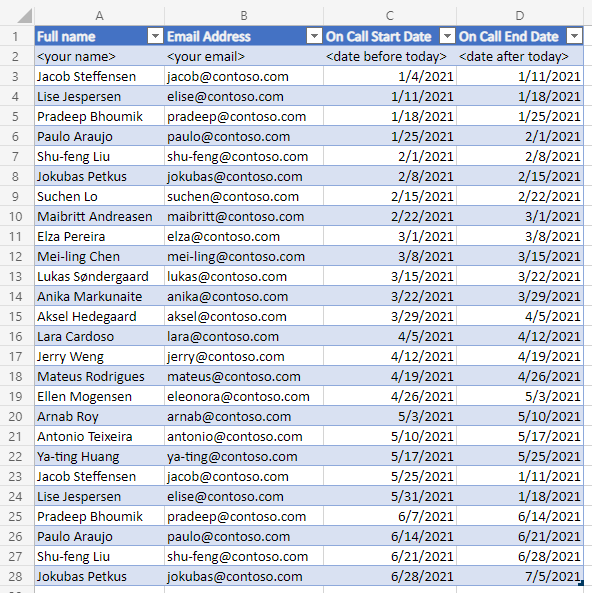 A B C D
1 Full name Email Address On Call Start Date On Call End Date
2 <your name> <your email> <date before today> <date after today>
3 Jacob Steffensen jacob@contoso.com 1/4/2021 1/11/2021
4 Lise Jespersen elise@contoso.com 1/11/2021 1/18/2021
5 Pradeep Bhoumik pradeep@contoso.com 1/18/2021 1/25/2021
6 Paulo Araujo paulo@contoso.com 1/25/2021 2/1/2021
7 Shu-feng Liu shu-feng@contoso.com 2/1/2021 2/8/2021
8 Jokubas Petkus jokubas@contoso.com 2/8/2021 2/15/2021
9 Suchen Lo suchen@contoso.com 2/15/2021 2/22/2021
10 Maibritt Andreasen maibritt@contoso.com 2/22/2021 3/1/2021
11 Elza Pereira elza@contoso.com 3/1/2021 3/8/2021
12 Mei-ling Chen mei-ling@contoso.com 3/8/2021 3/15/2021
13 Lukas Søndergaard lukas@contoso.com 3/15/2021 3/22/2021
14 Anika Markunaite anika@contoso.com 3/22/2021 3/29/2021
15 Aksel Hedegaard aksel@contoso.com 3/29/2021 4/5/2021
16 Lara Cardoso lara@contoso.com 4/5/2021 4/12/2021
17 Jerry Weng jerry@contoso.com 4/12/2021 4/19/2021
18 Mateus Rodrigues mateus@contoso.com 4/19/2021 4/26/2021
19 Ellen Mogensen eleonora@contoso.com 4/26/2021 5/3/2021
20 Arnab Roy arnab@contoso.com 5/3/2021 5/10/2021
21 Antonio Teixeira antonio@contoso.com 5/10/2021 5/17/2021
22 Ya-ting Huang ya-ting@contoso.com 5/17/2021 5/25/2021
23 Jacob Steffensen jacob@contoso.com 5/25/2021 1/11/2021
24 Lise Jespersen elise@contoso.com 5/31/2021 1/18/2021
25 Pradeep Bhoumik pradeep@contoso.com 6/7/2021 6/14/2021
26 Paulo Araujo paulo@contoso.com 6/14/2021 6/21/2021
27 Shu-feng Liu shu-feng@contoso.com 6/21/2021 6/28/2021
28 Jokubas Petkus jokubas@contoso.com 6/28/2021 7/5/2021